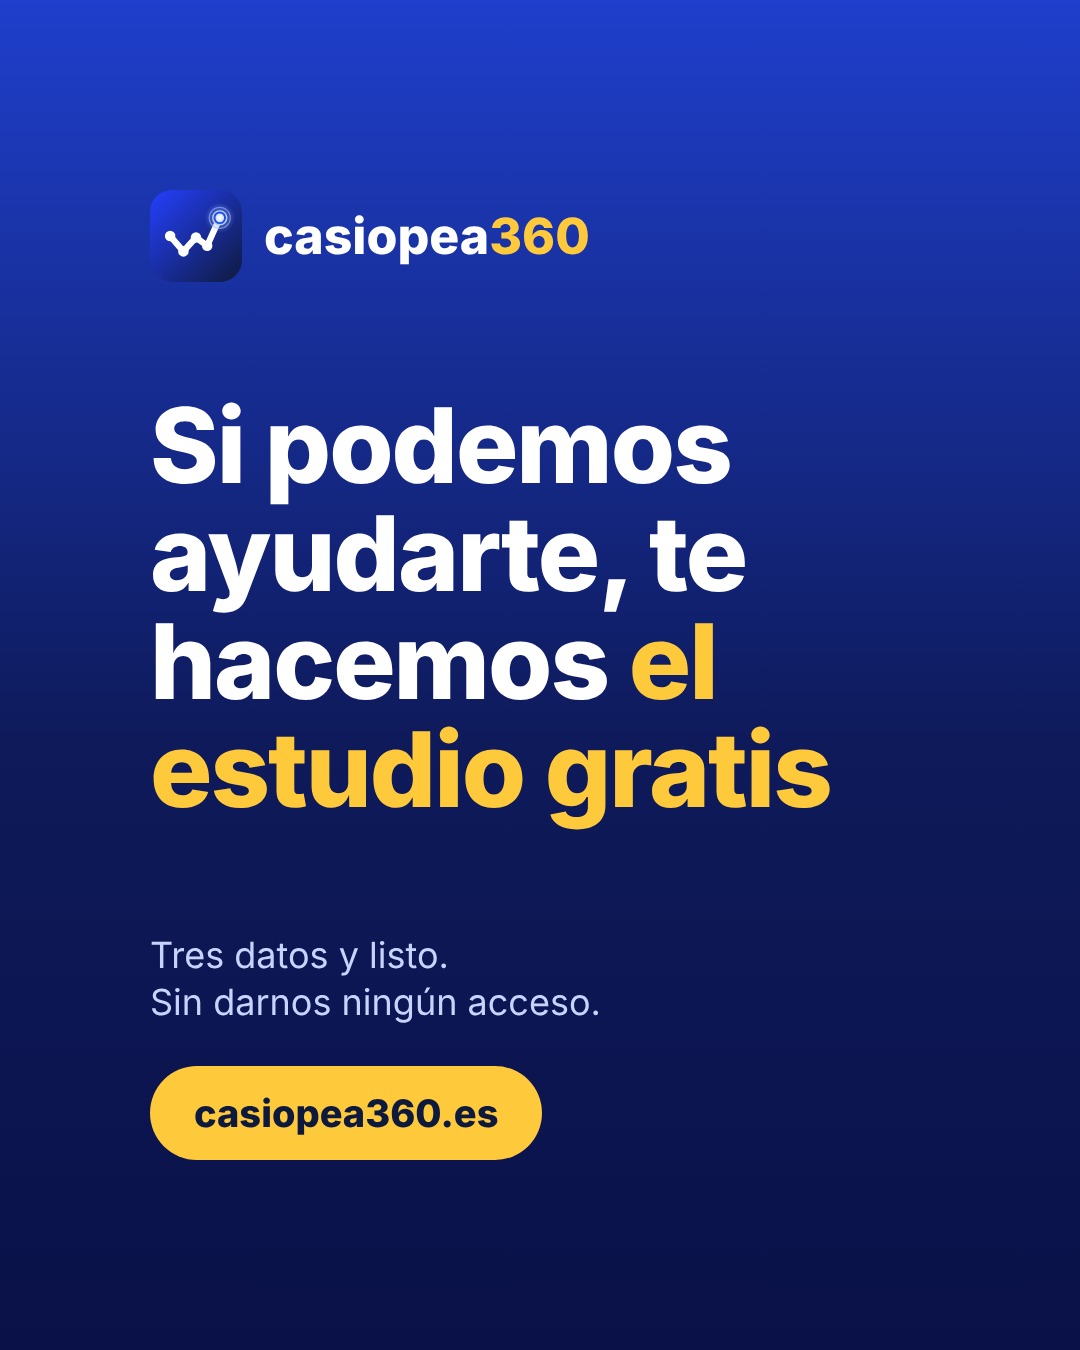 casiopea360
Si podemos
ayudarte, te
hacemos el
estudio gratis
Tres datos y listo.
Sin darnos ningún acceso.
casiopea360.es